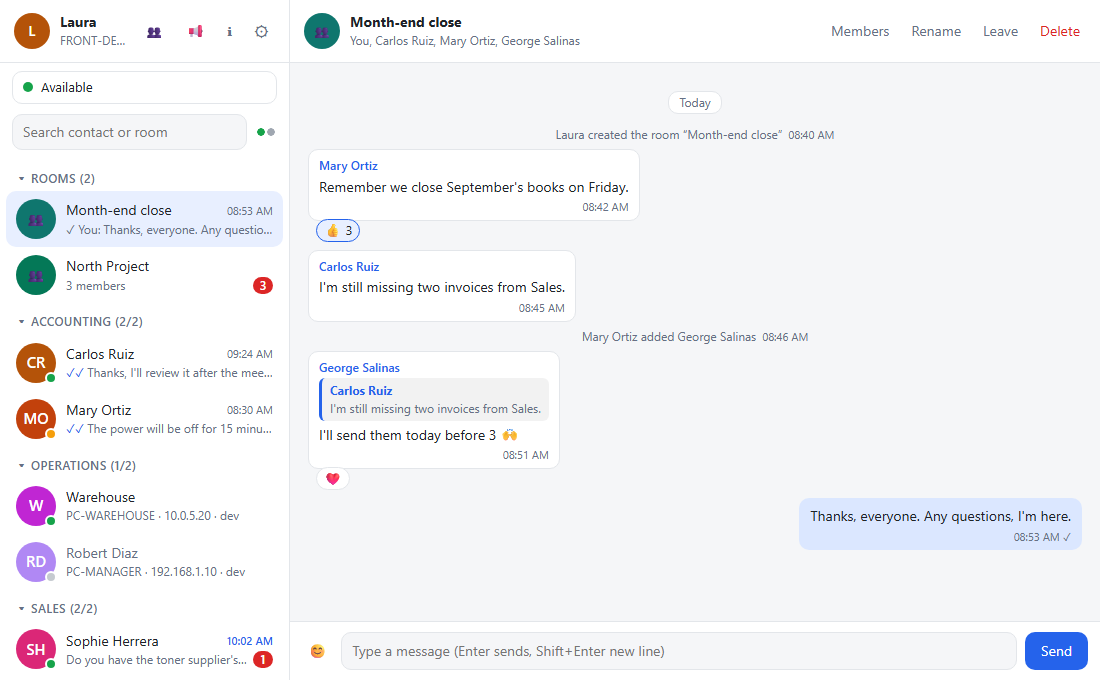 L
Laura
FRONT-DE...
Available
Search contact or room
ROOMS (2)
Month-end close
08:53 AM
✓ You: Thanks, everyone. Any questio...
North Project
3 members
3
ACCOUNTING (2/2)
CR
Carlos Ruiz
09:24 AM
✓✓ Thanks, I'll review it after the mee...
MO
Mary Ortiz
08:30 AM
✓✓ The power will be off for 15 minu...
OPERATIONS (1/2)
W
Warehouse
PC-WAREHOUSE · 10.0.5.20 · dev
RD
Robert Diaz
PC-MANAGER · 192.168.1.10 · dev
SALES (2/2)
SH
Sophie Herrera
10:02 AM
Do you have the toner supplier's...
1
Month-end close
You, Carlos Ruiz, Mary Ortiz, George Salinas
Members Rename Leave Delete
Today
Laura created the room “Month-end close” 08:40 AM
Mary Ortiz
Remember we close September's books on Friday.
08:42 AM
👍 3
Carlos Ruiz
I'm still missing two invoices from Sales.
08:45 AM
Mary Ortiz added George Salinas 08:46 AM
George Salinas
Carlos Ruiz
I'm still missing two invoices from Sales.
I'll send them today before 3 🙌
08:51 AM
❤️
Thanks, everyone. Any questions, I'm here.
08:53 AM ✓
Type a message (Enter sends, Shift+Enter new line)
Send